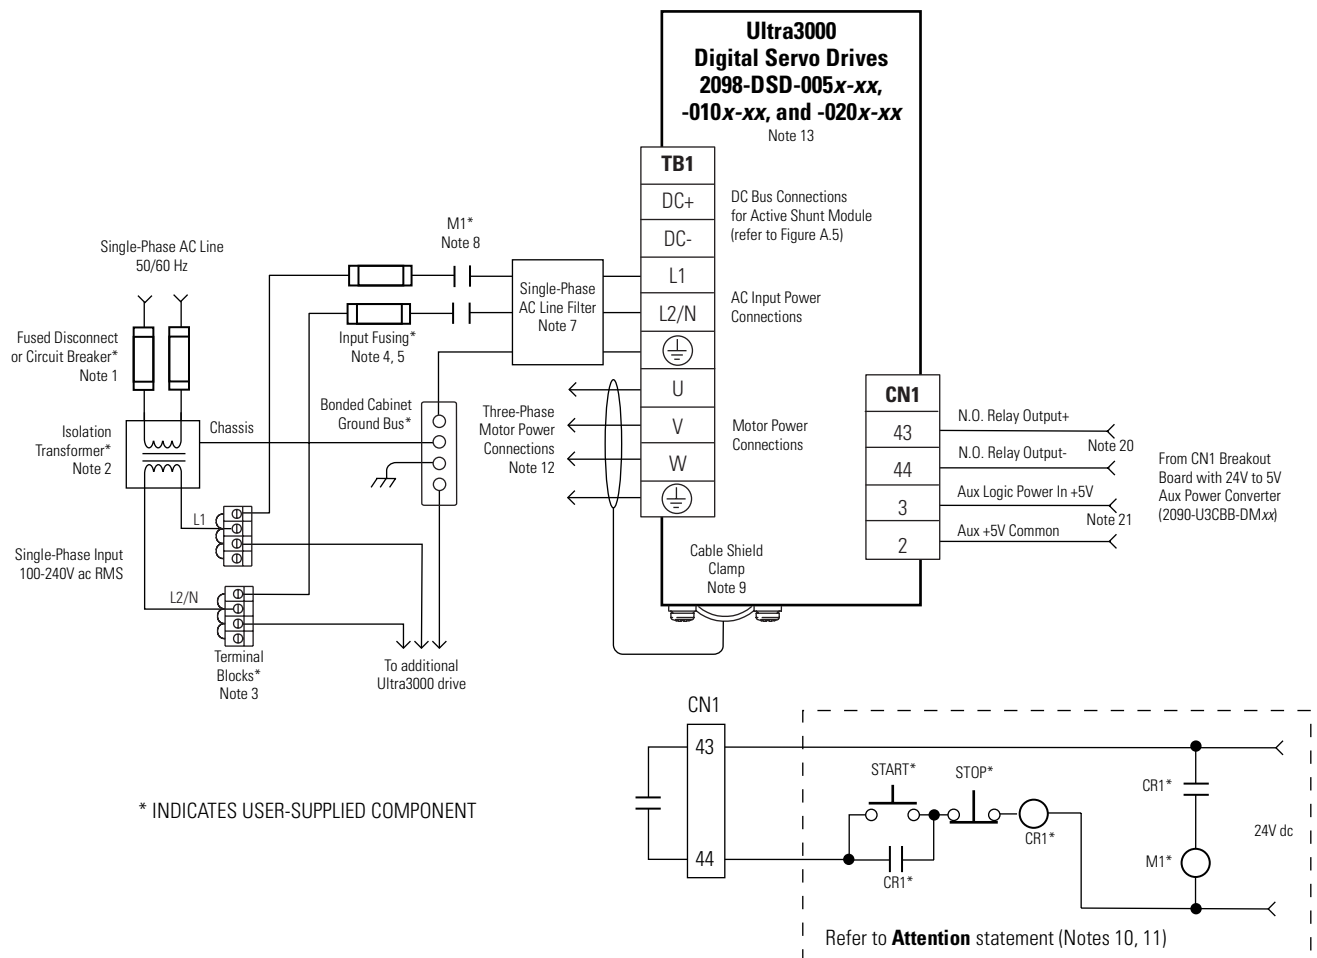 Ultra3000
Digital Servo Drives
2098-DSD-005x-xx,
-010x-xx, and -020x-xx
Note 13
TB1
DC+
DC-
L1
L2/N
U
V
W
DC Bus Connections
for Active Shunt Module
(refer to Figure A.5)
AC Input Power
Connections
Motor Power
Connections
M1*
Note 8
Single-Phase AC Line
50/60 Hz
Single-Phase
AC Line Filter
Note 7
Fused Disconnect
or Circuit Breaker*
Note 1
Input Fusing*
Note 4, 5
Bonded Cabinet
Ground Bus*
Three-Phase
Motor Power
Connections
Note 12
Isolation
Transformer*
Note 2
Chassis
CN1
43
44
3
2
N.O. Relay Output+
Note 20
N.O. Relay Output-
Aux Logic Power In +5V
Note 21
Aux +5V Common
From CN1 Breakout
Board with 24V to 5V
Aux Power Converter
(2090-U3CBB-DMxx)
L1
Single-Phase Input
100-240V ac RMS
L2/N
Cable Shield
Clamp
Note 9
Terminal
Blocks*
Note 3
To additional
Ultra3000 drive
CN1
43
44
START*
STOP*
CR1*
CR1*
CR1*
M1*
24V dc
* INDICATES USER-SUPPLIED COMPONENT
Refer to Attention statement (Notes 10, 11)